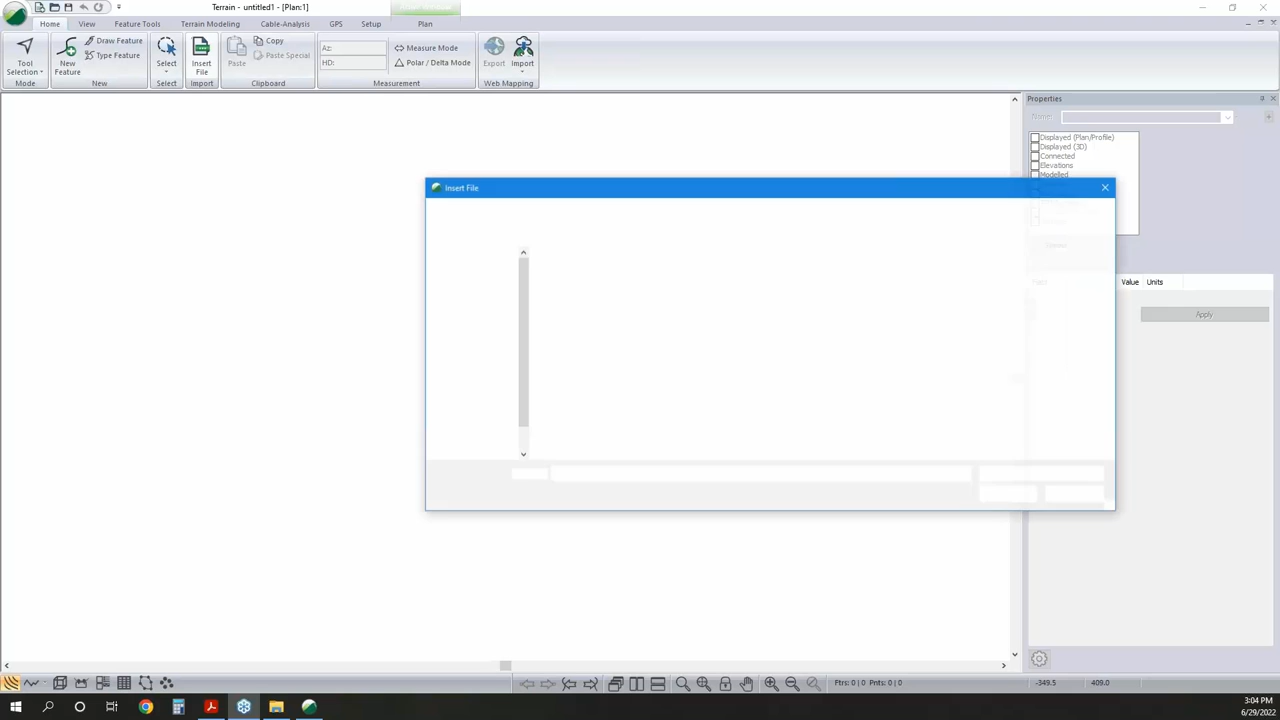 Terrain - untitled1 - [Plan:1]
Home View Feature Tools Terrain Modeling Cable-Analysis GPS Setup Plan
Tool Selection
Mode
New Feature
Draw Feature
Type Feature
New
Select
Select
Insert File
Import
Paste
Copy
Paste Special
Clipboard
Az:
HD:
Measure Mode
Polar / Delta Mode
Measurement
Export
Import
Web Mapping
Properties
Name:
Displayed (Plan/Profile)
Displayed (3D)
Connected
Elevations
Modelled
Insert File
Value Units
Apply
Ftrs: 0 | 0 Pnts: 0 | 0
-349.5 409.0
3:04 PM
6/29/2022